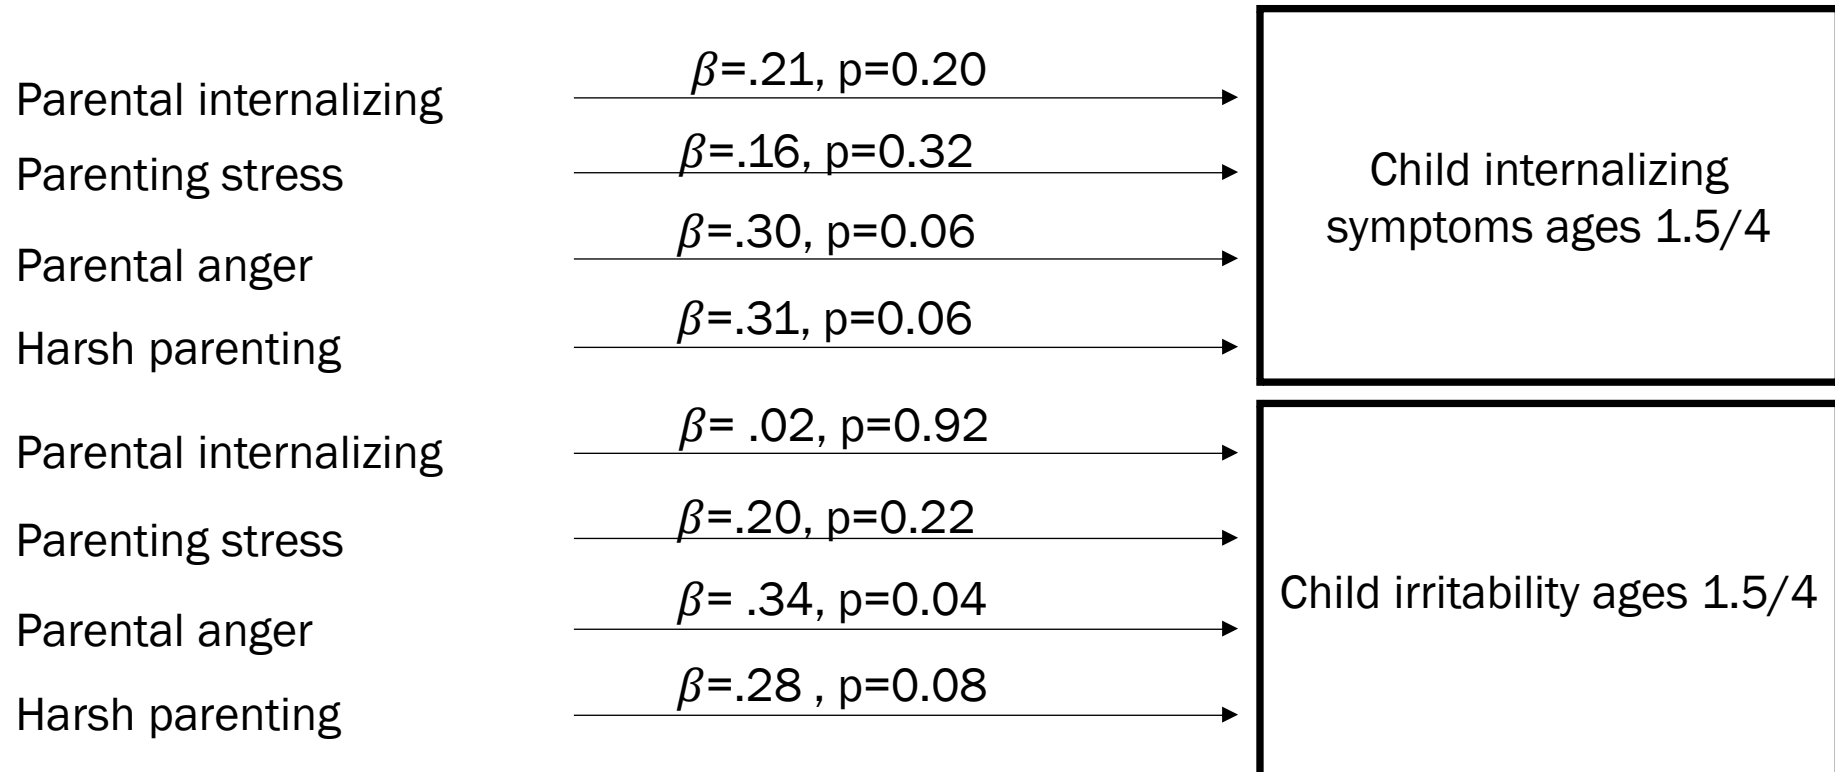 Parental internalizing
𝛽=.21, p=0.20
Parenting stress
𝛽=.16, p=0.32
Parental anger
𝛽=.30, p=0.06
Harsh parenting
𝛽=.31, p=0.06
Child internalizing
symptoms ages 1.5/4
Parental internalizing
𝛽= .02, p=0.92
Parenting stress
𝛽=.20, p=0.22
Parental anger
𝛽= .34, p=0.04
Harsh parenting
𝛽=.28 , p=0.08
Child irritability ages 1.5/4